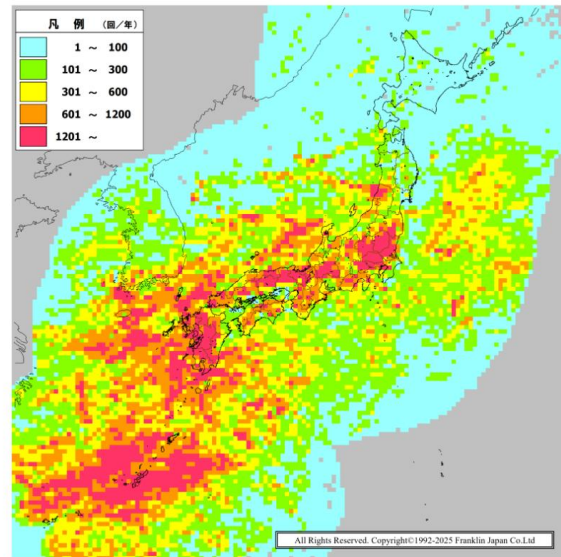 凡 例 (回／年)
1 ～ 100
101 ～ 300
301 ～ 600
601 ～ 1200
1201 ～
All Rights Reserved. Copyright©1992-2025 Franklin Japan Co.Ltd